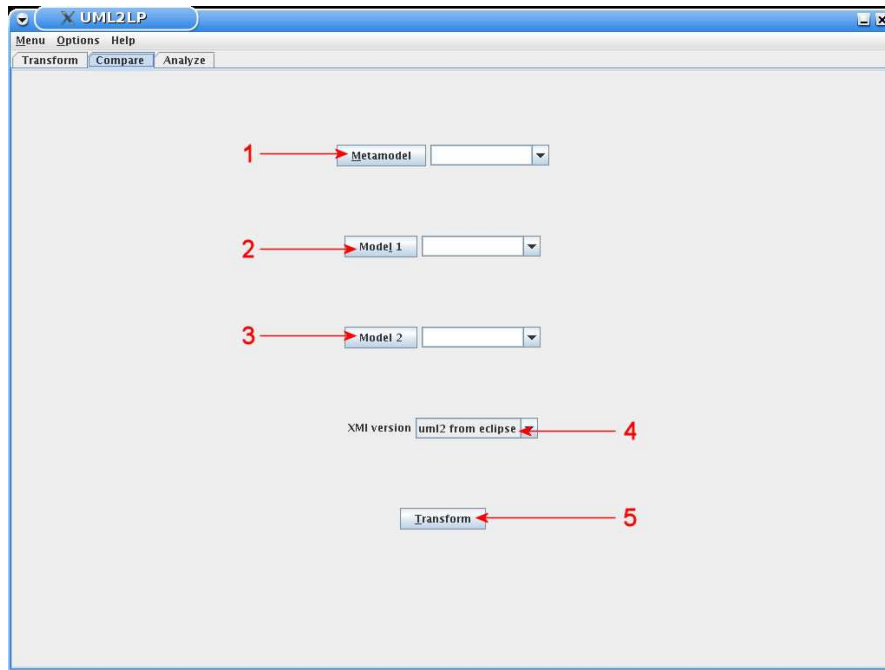 UML2LP
Menu Options Help
Transform Compare Analyze
1 Metamodel
2 Model 1
3 Model 2
XMI version uml2 from eclipse 4
Transform 5